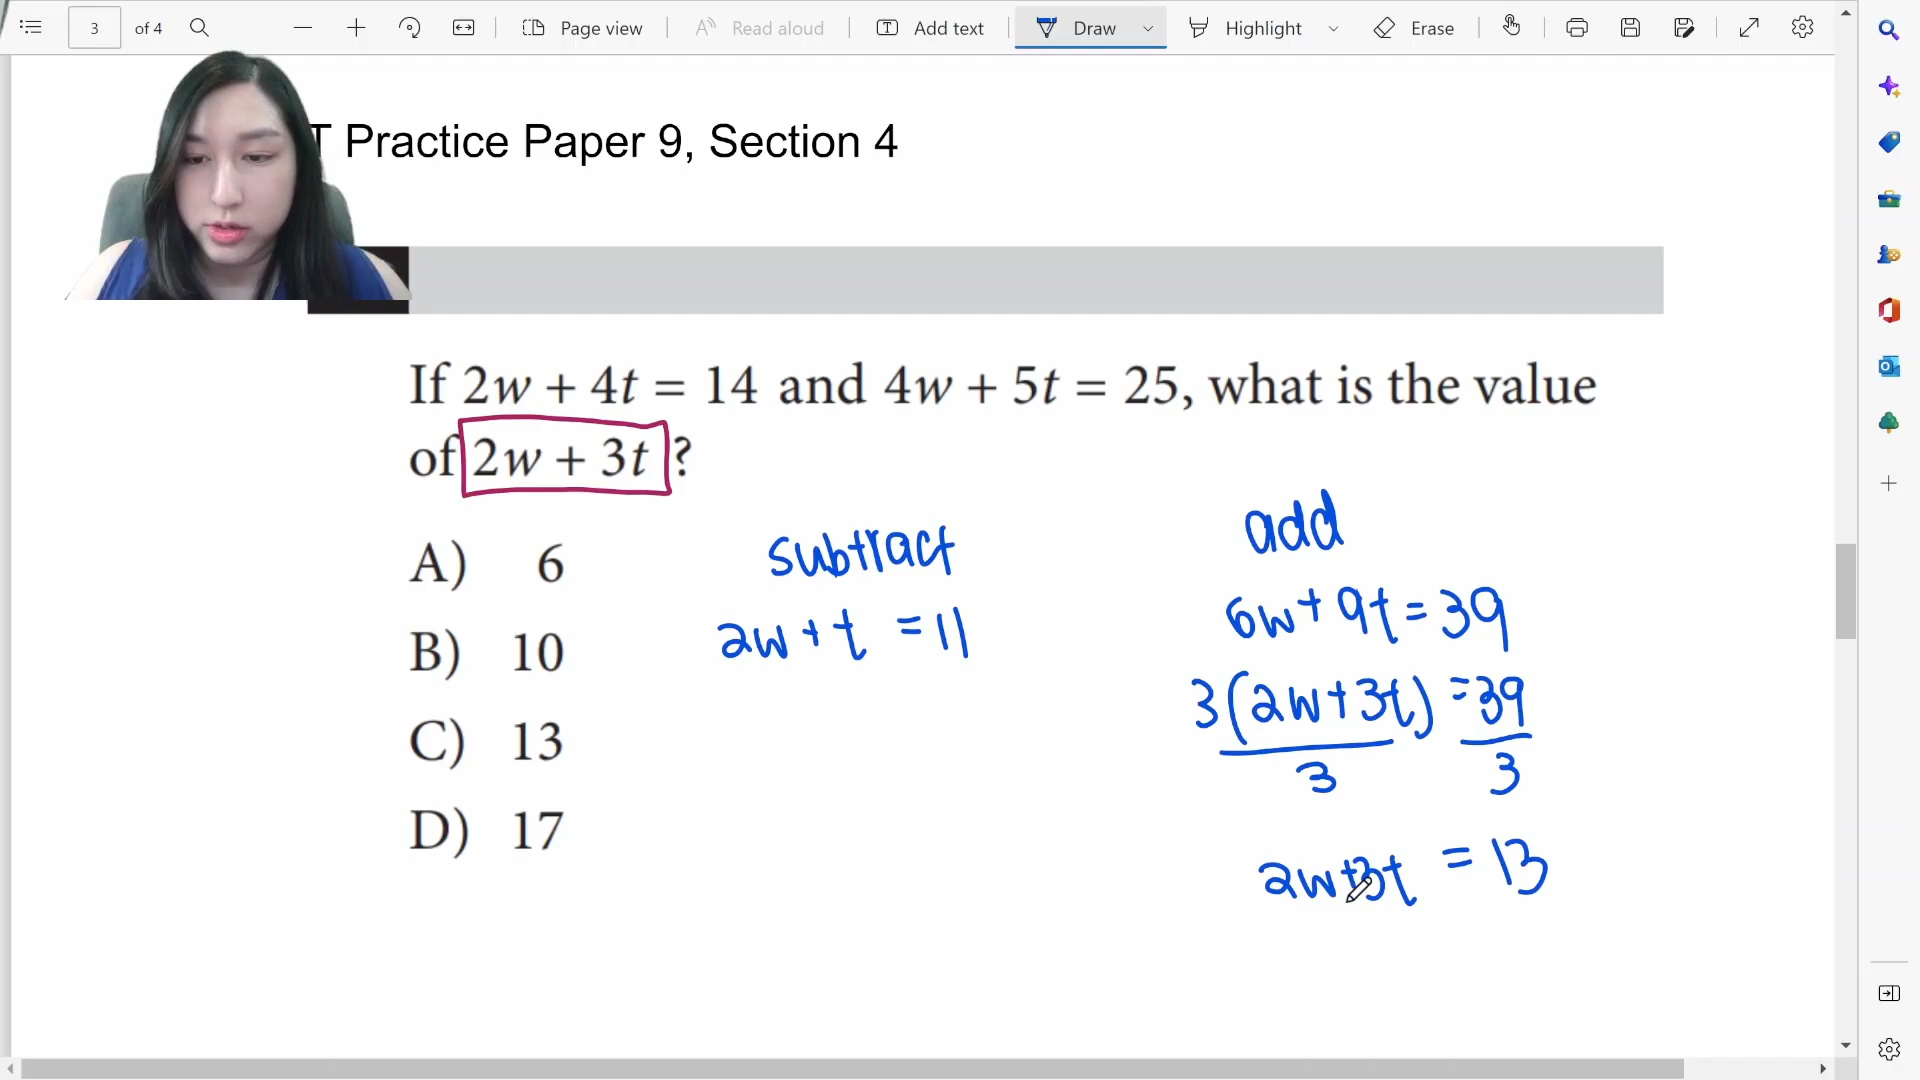 3 of 4 Page view Read aloud Add text Draw Highlight Erase
T Practice Paper 9, Section 4
If 2w + 4t = 14 and 4w + 5t = 25, what is the value
of 2w + 3t ?
A) 6
B) 10
C) 13
D) 17
subtract
2w + t = 11
add
6w + 9t = 39
3(2w + 3t) = 39
3 3
2w+3t = 13